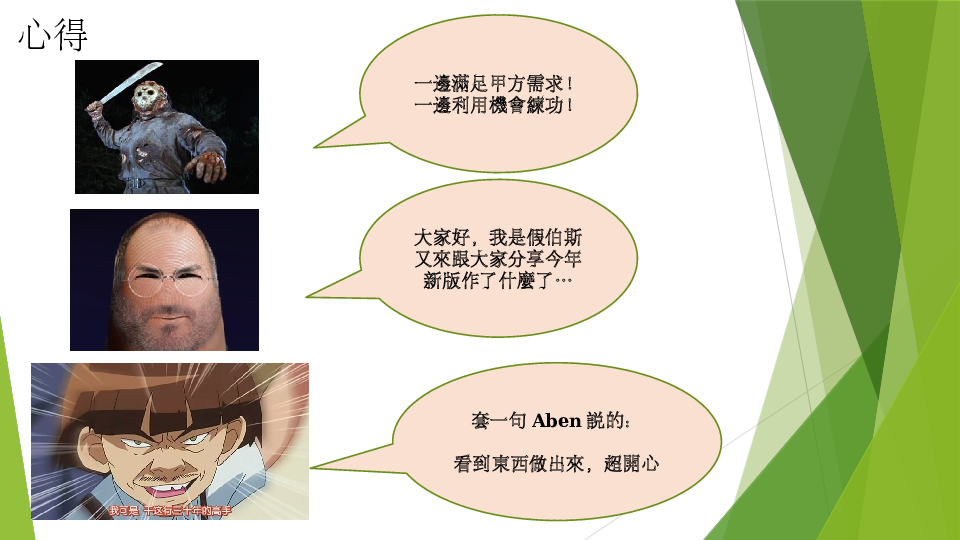 心得
一邊滿足甲方需求！
一邊利用機會練功！
大家好，我是假伯斯
又來跟大家分享今年
新版作了什麼了…
套一句 Aben 説的：
看到東西做出來，超開心
我可是 干这行三十年的高手